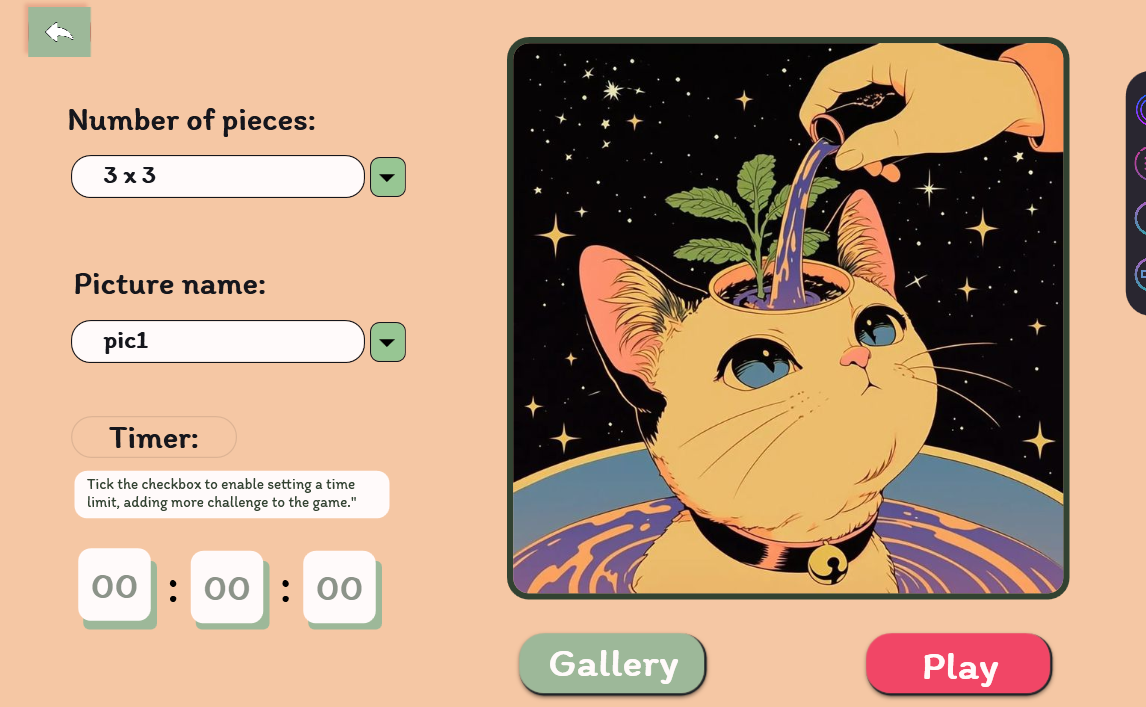 Number of pieces:
3 x 3
Picture name:
pic1
Timer:
Tick the checkbox to enable setting a time
limit, adding more challenge to the game."
00 : 00 : 00
Gallery
Play